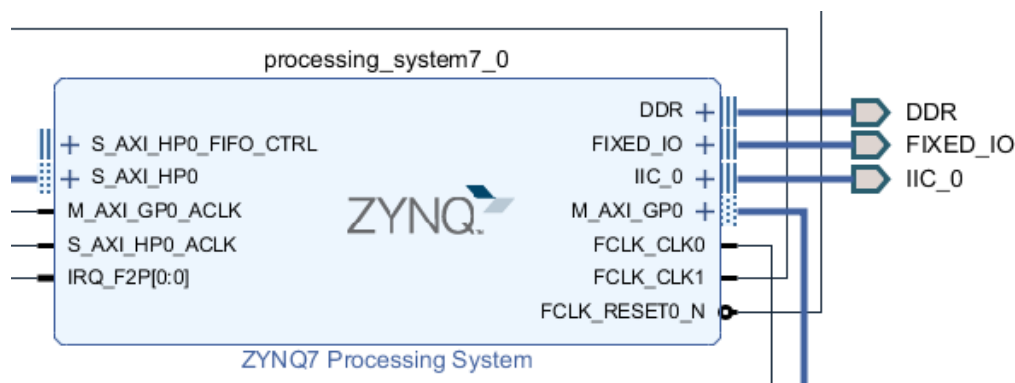 processing_system7_0
DDR
DDR
S_AXI_HP0_FIFO_CTRL
FIXED_IO
FIXED_IO
S_AXI_HP0
IIC_0
IIC_0
M_AXI_GP0_ACLK
ZYNQ
M_AXI_GP0
S_AXI_HP0_ACLK
FCLK_CLK0
IRQ_F2P[0:0]
FCLK_CLK1
FCLK_RESET0_N
ZYNQ7 Processing System